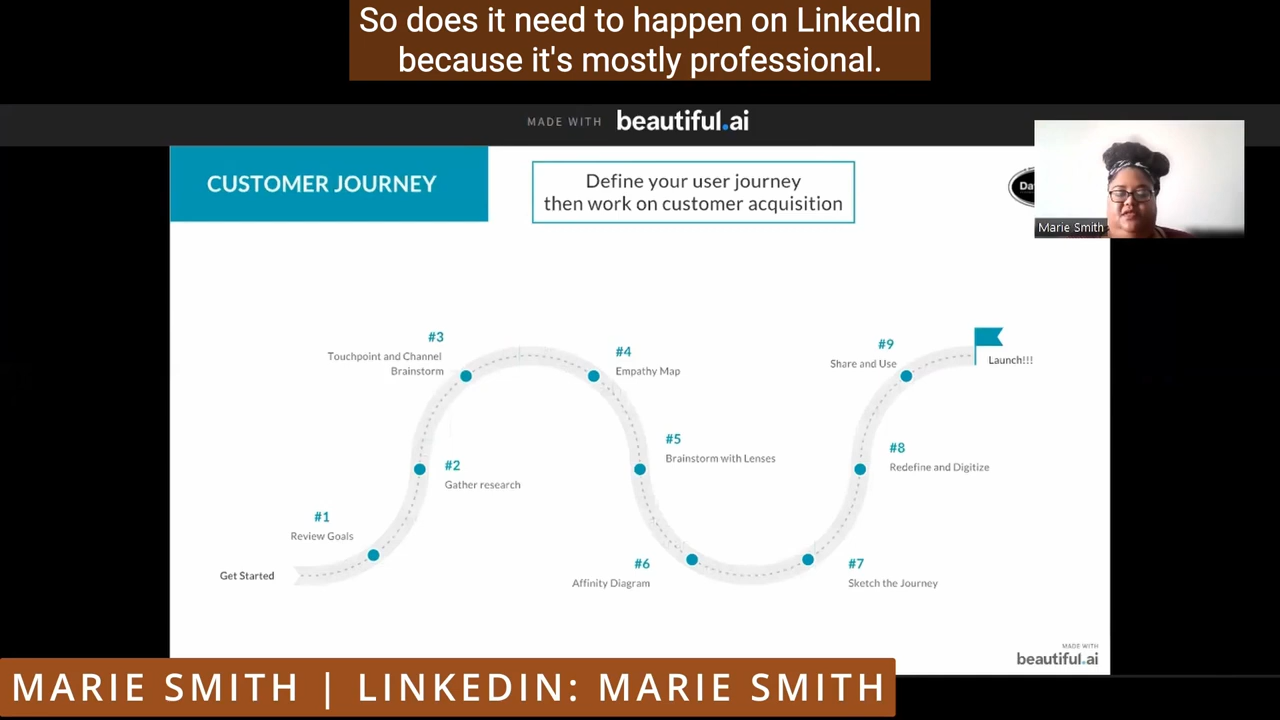 So does it need to happen on LinkedIn
because it's mostly professional.
MADE WITH beautiful.ai
CUSTOMER JOURNEY
Define your user journey
then work on customer acquisition
Marie Smith
#3
Touchpoint and Channel
Brainstorm
#4
Empathy Map
#9
Share and Use
Launch!!!
#5
Brainstorm with Lenses
#8
Redefine and Digitize
#2
Gather research
#1
Review Goals
Get Started
#6
Affinity Diagram
#7
Sketch the Journey
MADE WITH
beautiful.ai
MARIE SMITH | LINKEDIN: MARIE SMITH